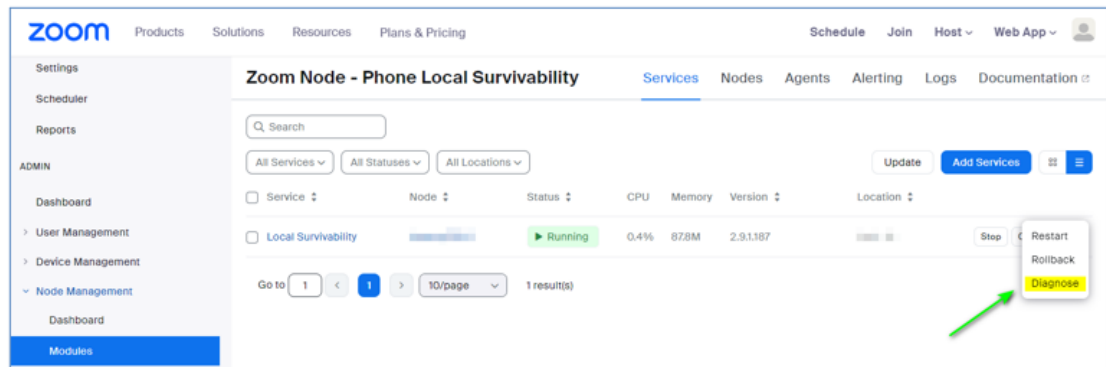 zoom Products Solutions Resources Plans & Pricing Schedule Join Host Web App
Settings
Zoom Node - Phone Local Survivability Services Nodes Agents Alerting Logs Documentation
Scheduler
Reports
Search
ADMIN
All Services All Statuses All Locations Update Add Services
Dashboard
Service Node Status CPU Memory Version Location
User Management
Local Survivability Running 0.4% 87.8M 2.9.1.187 Stop
Restart
Rollback
Diagnose
Device Management
Node Management
Go to 1 1 10/page 1 result(s)
Dashboard
Modules